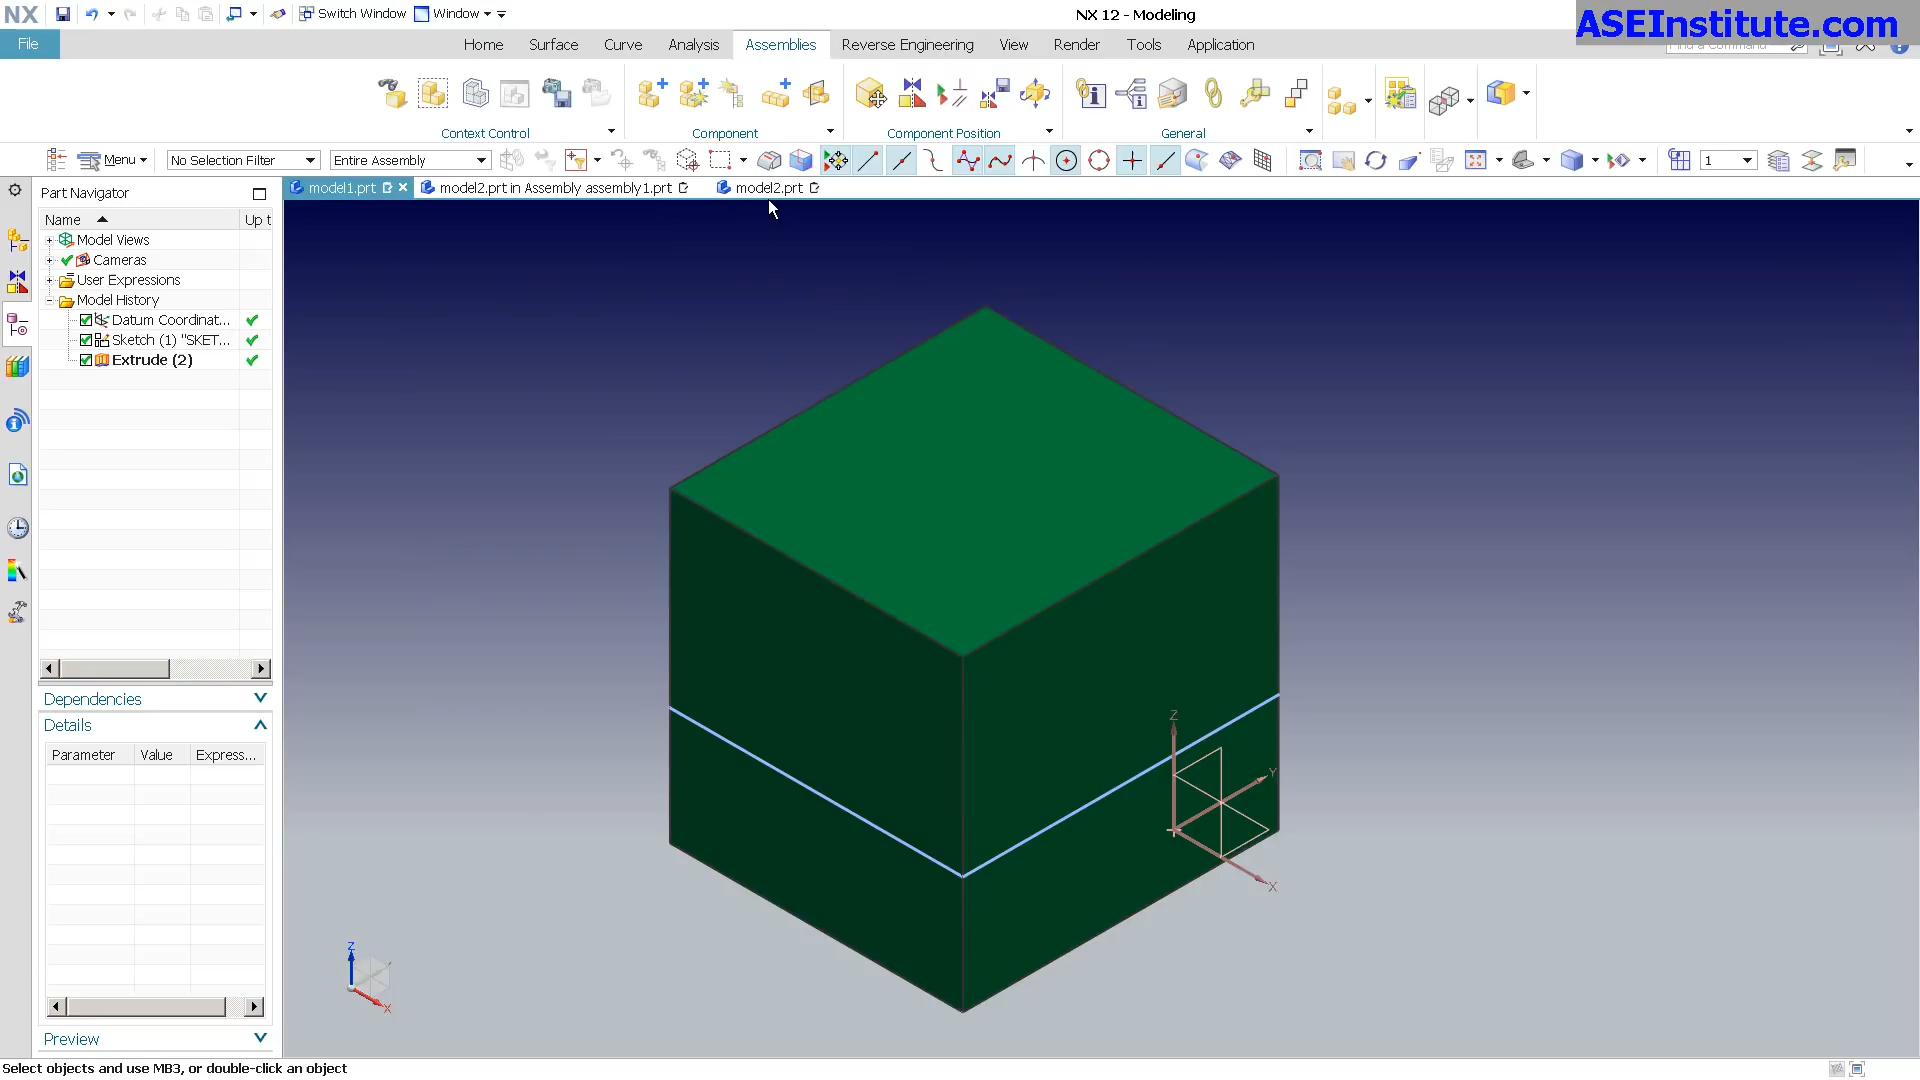 NX
Switch Window
Window
NX 12 - Modeling
ASEInstitute.com
File
Home
Surface
Curve
Analysis
Assemblies
Reverse Engineering
View
Render
Tools
Application
Find a Command
Context Control
Component
Component Position
General
Menu
No Selection Filter
Entire Assembly
1
Part Navigator
model1.prt
model2.prt in Assembly assembly1.prt
model2.prt
Name
Up t
Model Views
Cameras
User Expressions
Model History
Datum Coordinat...
Sketch (1) "SKET...
Extrude (2)
Dependencies
Details
Parameter
Value
Express...
Preview
Z
Y
X
Z
X
Select objects and use MB3, or double-click an object